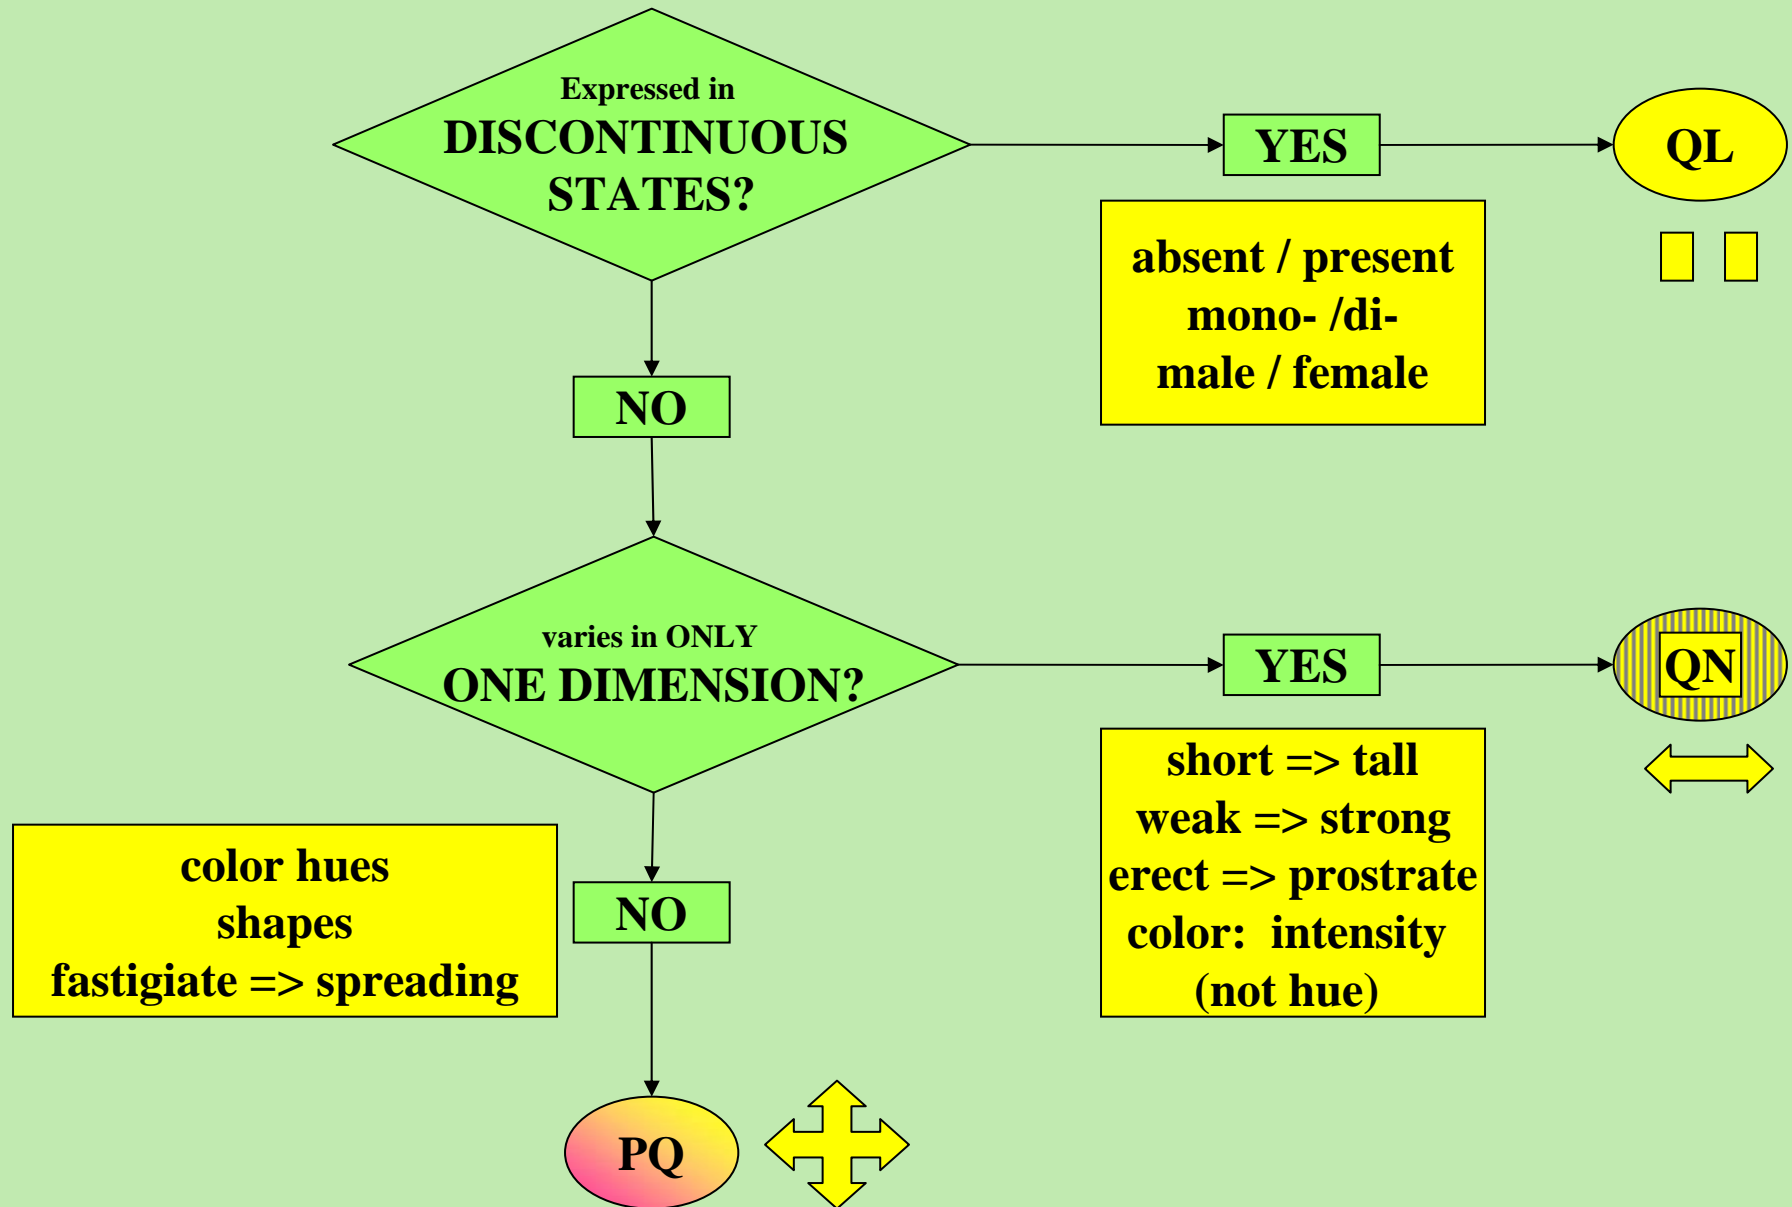 Expressed in
DISCONTINUOUS
STATES?
YES
QL
absent / present
mono- /di-
male / female
NO
varies in ONLY
ONE DIMENSION?
YES
QN
short => tall
weak => strong
erect => prostrate
color: intensity
(not hue)
color hues
shapes
fastigiate => spreading
NO
PQ